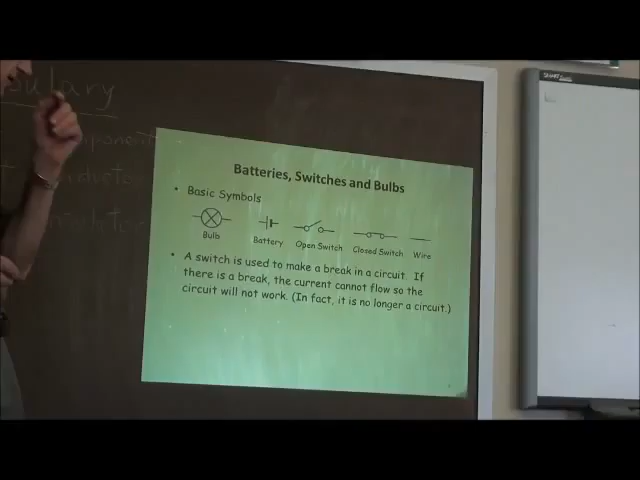 Batteries, Switches and Bulbs
• Basic Symbols
Bulb Battery Open Switch Closed Switch Wire
• A switch is used to make a break in a circuit. If
there is a break, the current cannot flow so the
circuit will not work. (In fact, it is no longer a circuit.)